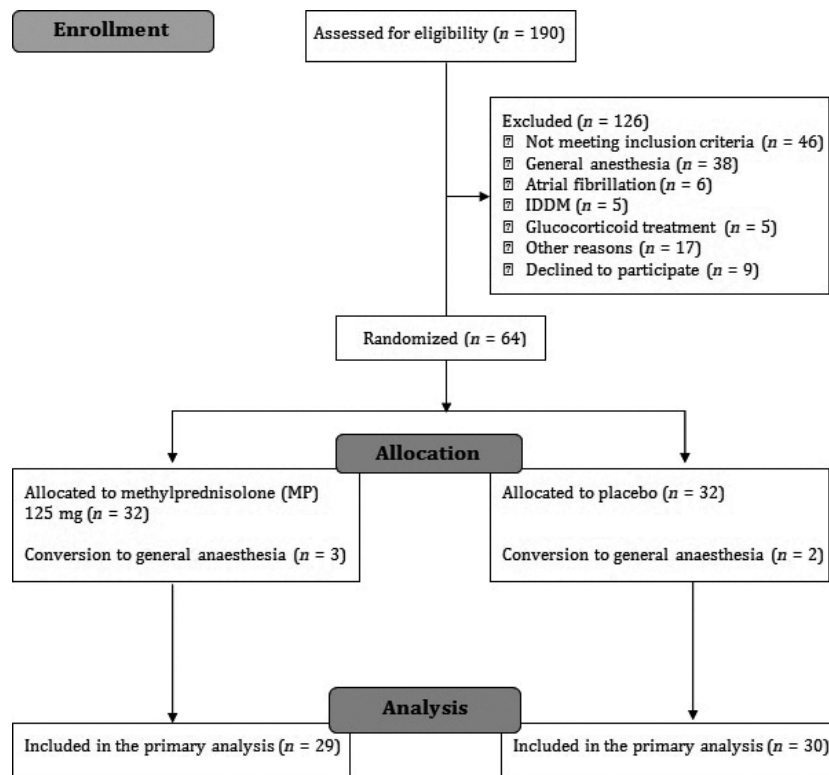 Enrollment
Assessed for eligibility (n = 190)
Excluded (n = 126)
Not meeting inclusion criteria (n = 46)
General anesthesia (n = 38)
Atrial fibrillation (n = 6)
IDDM (n = 5)
Glucocorticoid treatment (n = 5)
Other reasons (n = 17)
Declined to participate (n = 9)
Randomized (n = 64)
Allocation
Allocated to methylprednisolone (MP)
125 mg (n = 32)
Conversion to general anaesthesia (n = 3)
Allocated to placebo (n = 32)
Conversion to general anaesthesia (n = 2)
Analysis
Included in the primary analysis (n = 29)
Included in the primary analysis (n = 30)